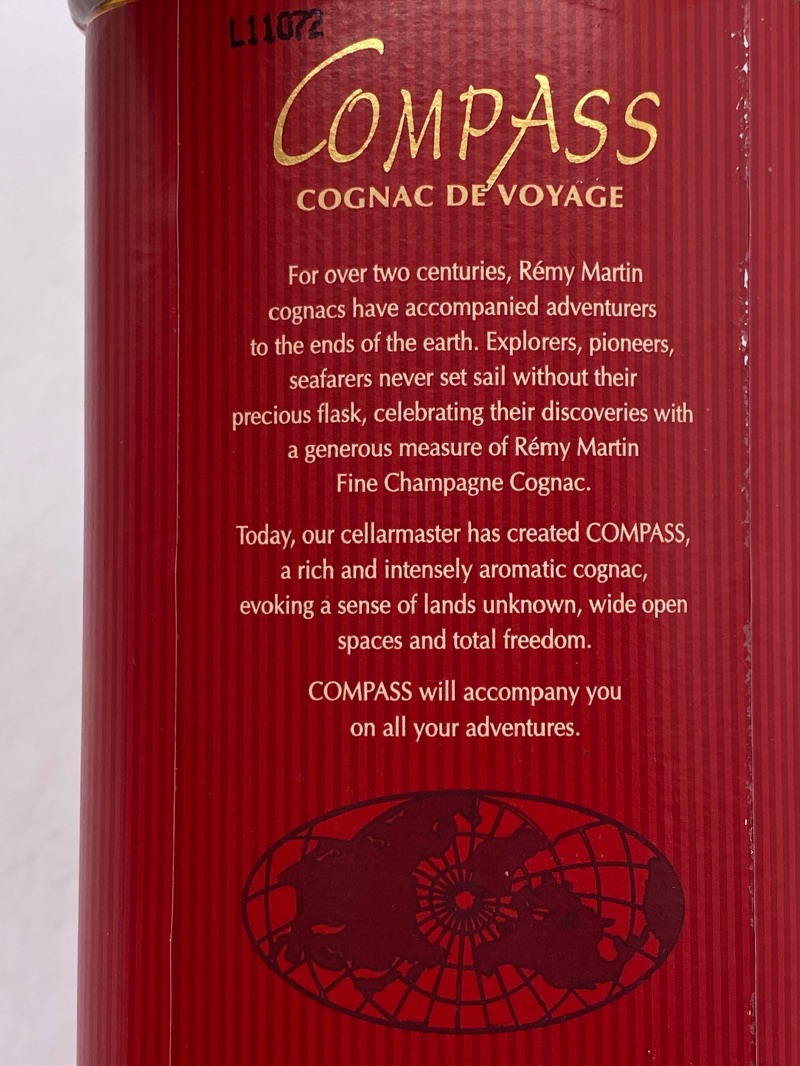 L11072
COMPASS
COGNAC DE VOYAGE
For over two centuries, Rémy Martin
cognacs have accompanied adventurers
to the ends of the earth. Explorers, pioneers,
seafarers never set sail without their
precious flask, celebrating their discoveries with
a generous measure of Rémy Martin
Fine Champagne Cognac.
Today, our cellarmaster has created COMPASS,
a rich and intensely aromatic cognac,
evoking a sense of lands unknown, wide open
spaces and total freedom.
COMPASS will accompany you
on all your adventures.